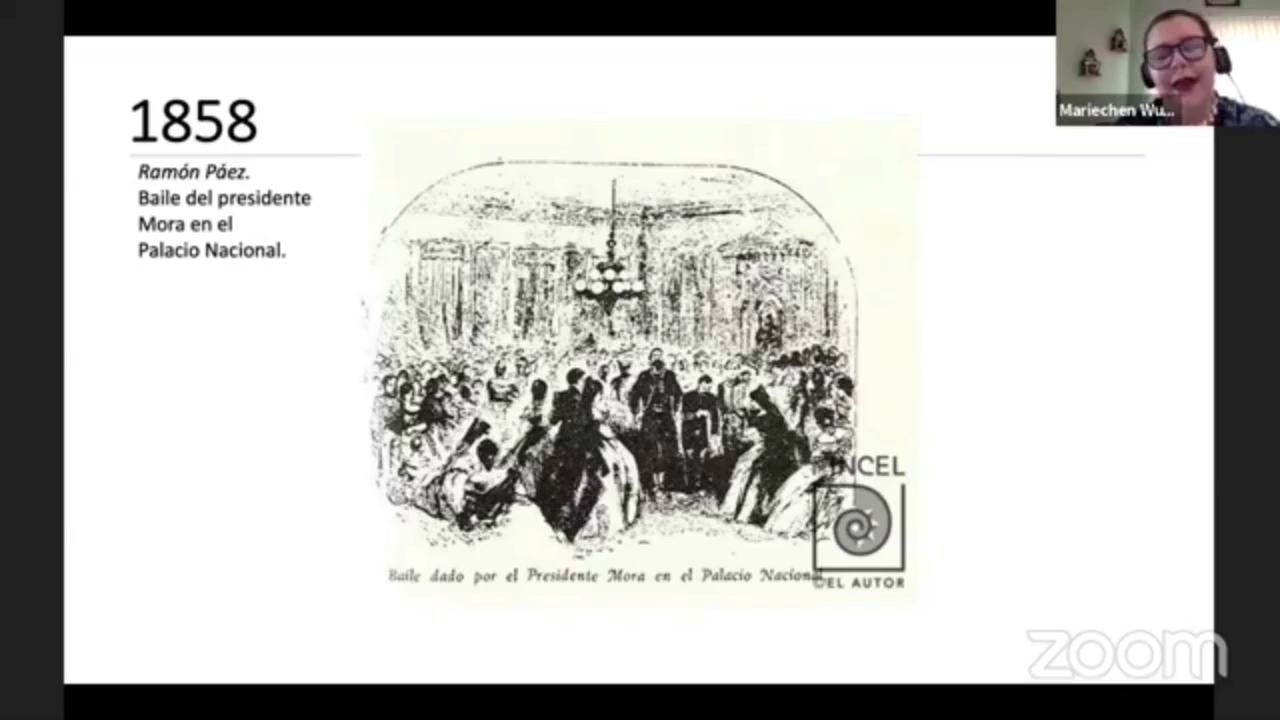 1858
Ramón Páez.
Baile del presidente
Mora en el
Palacio Nacional.
Baile dado por el Presidente Mora en el Palacio Nacional
INCEL
©EL AUTOR
Mariechen Wu...
zoom